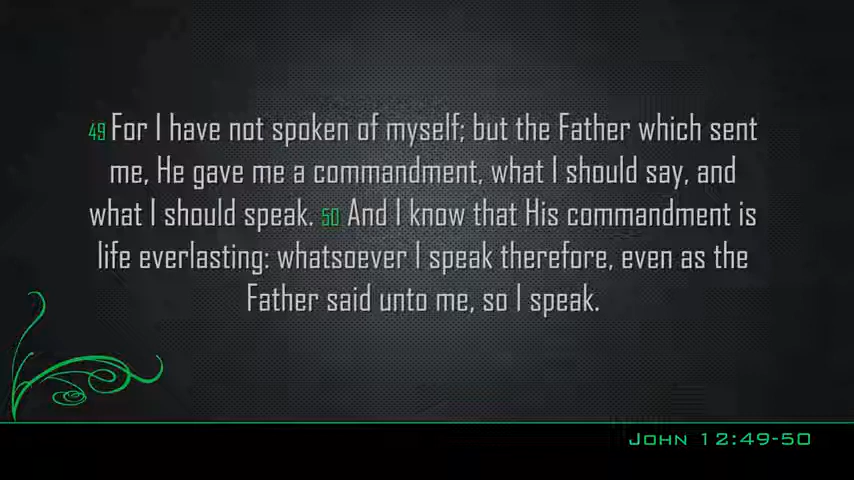 49 For I have not spoken of myself; but the Father which sent
me, He gave me a commandment, what I should say, and
what I should speak. 50 And I know that His commandment is
life everlasting: whatsoever I speak therefore, even as the
Father said unto me, so I speak.
John 12:49-50